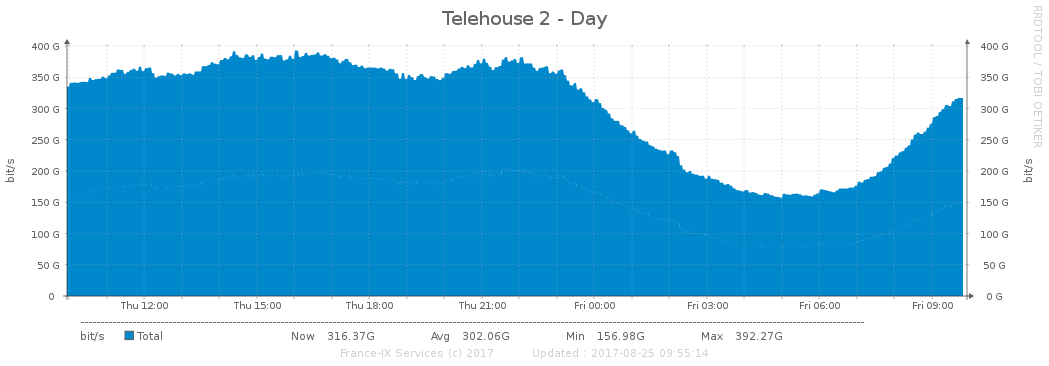 Telehouse 2 - Day
RRDTOOL / TOBI OETIKER
400 G 400 G
350 G 350 G
300 G 300 G
250 G 250 G
200 G 200 G
150 G 150 G
100 G 100 G
50 G 50 G
0 0 G
bit/s bit/s
Thu 12:00 Thu 15:00 Thu 18:00 Thu 21:00 Fri 00:00 Fri 03:00 Fri 06:00 Fri 09:00
bit/s Total Now 316.37G Avg 302.06G Min 156.98G Max 392.27G
France-IX Services (c) 2017 Updated : 2017-08-25 09:55:14